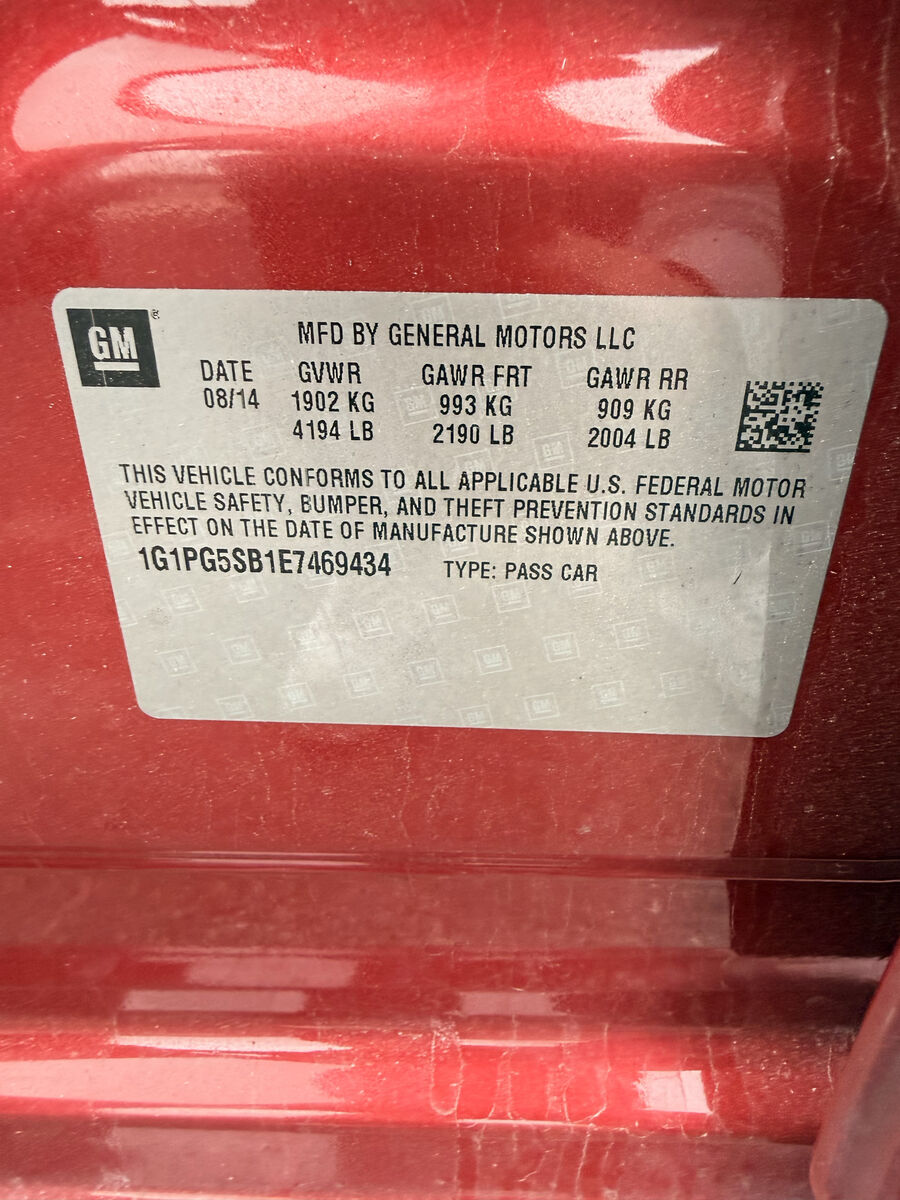 GM
MFD BY GENERAL MOTORS LLC
DATE GVWR GAWR FRT GAWR RR
08/14 1902 KG 993 KG 909 KG
4194 LB 2190 LB 2004 LB
THIS VEHICLE CONFORMS TO ALL APPLICABLE U.S. FEDERAL MOTOR
VEHICLE SAFETY, BUMPER, AND THEFT PREVENTION STANDARDS IN
EFFECT ON THE DATE OF MANUFACTURE SHOWN ABOVE.
1G1PG5SB1E7469434 TYPE: PASS CAR